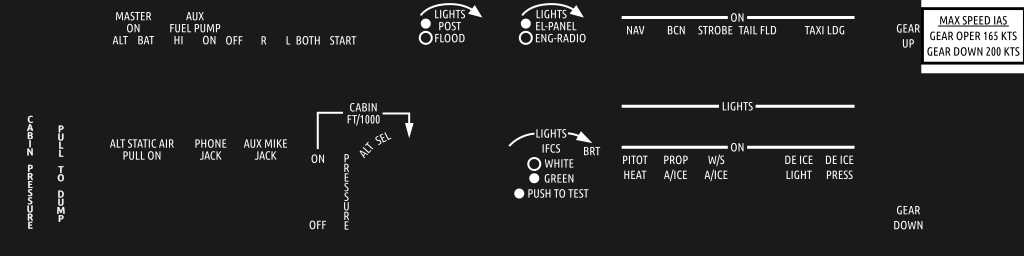 MASTER
ON
ALT BAT
AUX
FUEL PUMP
HI ON OFF R L BOTH START
LIGHTS
POST
FLOOD
LIGHTS
EL-PANEL
ENG-RADIO
ON
NAV BCN STROBE TAIL FLD TAXI LDG
GEAR
UP
MAX SPEED IAS
GEAR OPER 165 KTS
GEAR DOWN 200 KTS
CABIN PRESSURE
PULL TO DUMP
ALT STATIC AIR
PULL ON
PHONE
JACK
AUX MIKE
JACK
CABIN
FT/1000
ALT SEL
ON
PRESSURE
OFF
LIGHTS
BRT
IFCS
WHITE
GREEN
PUSH TO TEST
LIGHTS
ON
PITOT
HEAT
PROP
A/ICE
W/S
A/ICE
DE ICE
LIGHT
DE ICE
PRESS
GEAR
DOWN